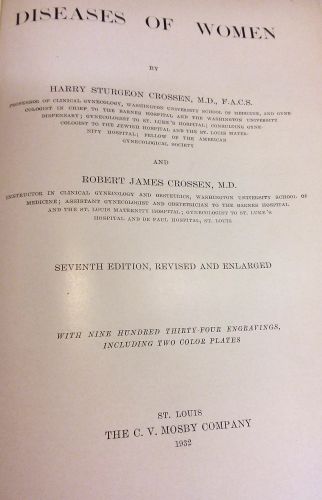 DISEASES OF WOMEN
BY
HARRY STURGEON CROSSEN, M.D., F.A.C.S.
PROFESSOR OF CLINICAL GYNECOLOGY, WASHINGTON UNIVERSITY SCHOOL OF MEDICINE, AND GYNE-
COLOGIST IN CHIEF TO THE BARNES HOSPITAL AND THE WASHINGTON UNIVERSITY
DISPENSARY; GYNECOLOGIST TO ST. LUKE'S HOSPITAL; CONSULTING GYNE-
COLOGIST TO THE JEWISH HOSPITAL AND THE ST. LOUIS MATER-
NITY HOSPITAL; FELLOW OF THE AMERICAN
GYNECOLOGICAL SOCIETY
AND
ROBERT JAMES CROSSEN, M.D.
INSTRUCTOR IN CLINICAL GYNECOLOGY AND OBSTETRICS, WASHINGTON UNIVERSITY SCHOOL OF
MEDICINE; ASSISTANT GYNECOLOGIST AND OBSTETRICIAN TO THE BARNES HOSPITAL
AND THE ST. LOUIS MATERNITY HOSPITAL; GYNECOLOGIST TO ST. LUKE'S
HOSPITAL AND DE PAUL HOSPITAL, ST. LOUIS
SEVENTH EDITION, REVISED AND ENLARGED
WITH NINE HUNDRED THIRTY-FOUR ENGRAVINGS,
INCLUDING TWO COLOR PLATES
ST. LOUIS
THE C. V. MOSBY COMPANY
1932